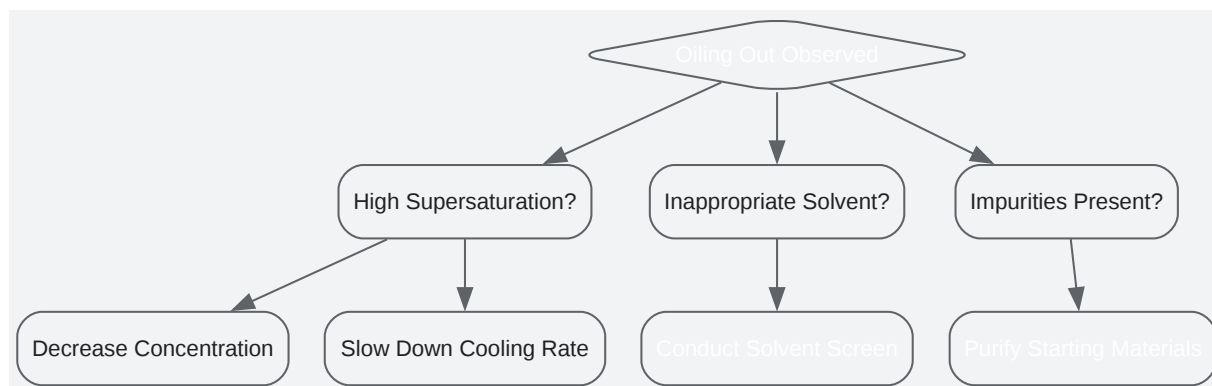 Oiling Out Observed
High Supersaturation?
Inappropriate Solvent?
Impurities Present?
Decrease Concentration
Slow Down Cooling Rate
Conduct Solvent Screen
Purify Starting Materials